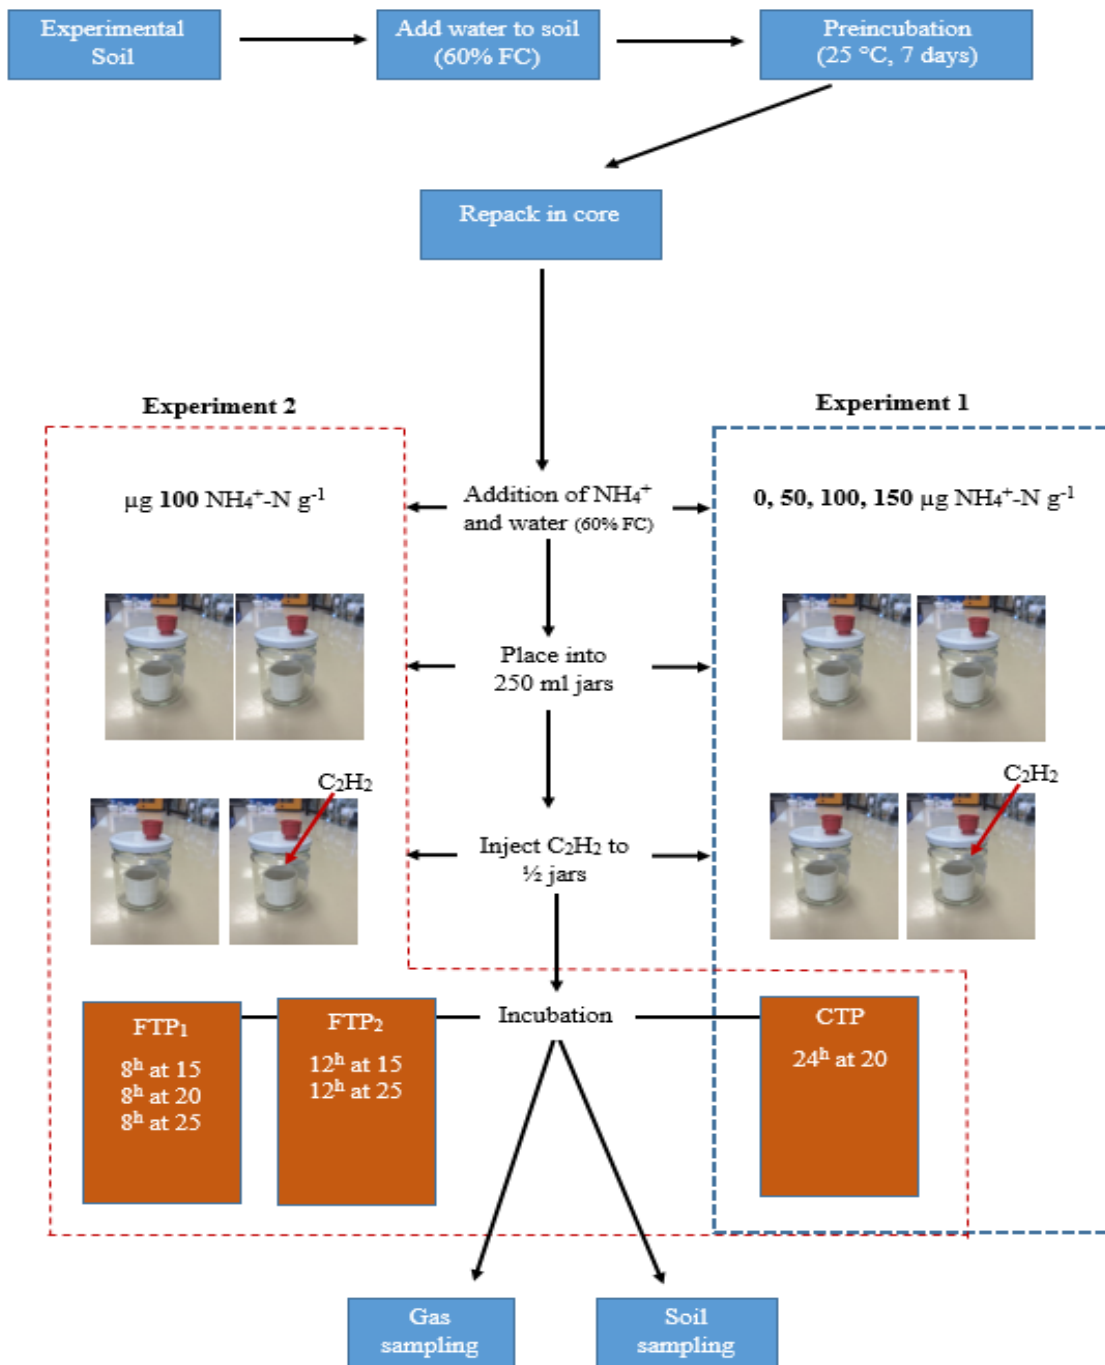 Experimental
Soil
Add water to soil
(60% FC)
Preincubation
(25 °C, 7 days)
Repack in core
Experiment 2
Experiment 1
µg 100 NH₄⁺-N g⁻¹
Addition of NH₄⁺
and water (60% FC)
0, 50, 100, 150 µg NH₄⁺-N g⁻¹
Place into
250 ml jars
C₂H₂
C₂H₂
Inject C₂H₂ to
½ jars
FTP₁
8ʰ at 15
8ʰ at 20
8ʰ at 25
FTP₂
12ʰ at 15
12ʰ at 25
Incubation
CTP
24ʰ at 20
Gas
sampling
Soil
sampling